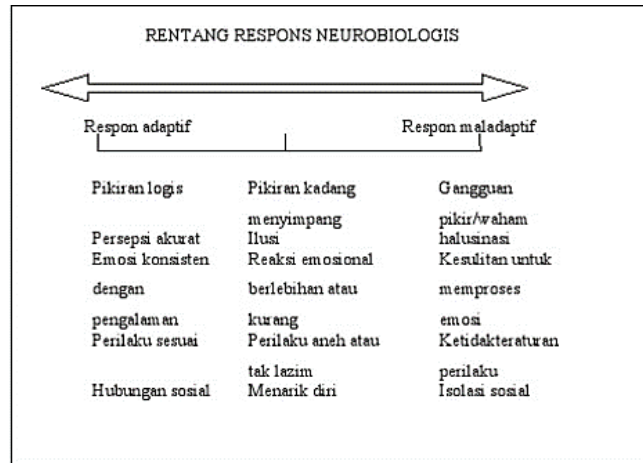 RENTANG RESPONS NEUROBIOLOGIS
Respon adaptif Respon maladaptif
Pikiran logis Pikiran kadang Gangguan
menyimpang pikir/waham
Persepsi akurat Ilusi halusinasi
Emosi konsisten Reaksi emosional Kesulitan untuk
dengan berlebihan atau memproses
pengalaman kurang emosi
Perilaku sesuai Perilaku aneh atau Ketidakteraturan
tak lazim perilaku
Hubungan sosial Menarik diri Isolasi sosial